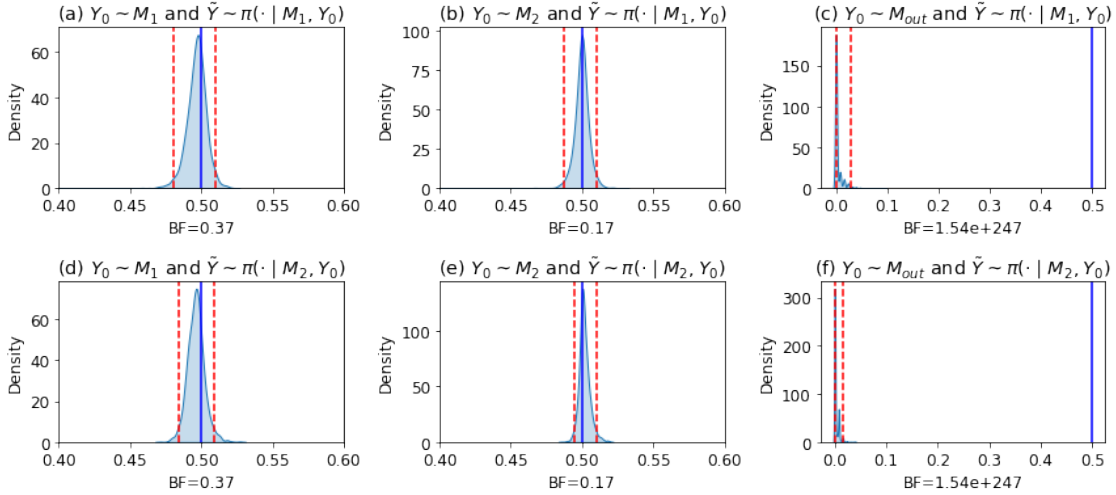 (a) Y₀ ~ M₁ and Ỹ ~ π(· | M₁, Y₀)
Density
60
40
20
0
0.40 0.45 0.50 0.55 0.60
BF=0.37
(b) Y₀ ~ M₂ and Ỹ ~ π(· | M₁, Y₀)
Density
100
75
50
25
0
0.40 0.45 0.50 0.55 0.60
BF=0.17
(c) Y₀ ~ Mₒᵤₜ and Ỹ ~ π(· | M₁, Y₀)
Density
150
100
50
0
0.0 0.1 0.2 0.3 0.4 0.5
BF=1.54e+247
(d) Y₀ ~ M₁ and Ỹ ~ π(· | M₂, Y₀)
Density
60
40
20
0
0.40 0.45 0.50 0.55 0.60
BF=0.37
(e) Y₀ ~ M₂ and Ỹ ~ π(· | M₂, Y₀)
Density
100
50
0
0.40 0.45 0.50 0.55 0.60
BF=0.17
(f) Y₀ ~ Mₒᵤₜ and Ỹ ~ π(· | M₂, Y₀)
Density
300
200
100
0
0.0 0.1 0.2 0.3 0.4 0.5
BF=1.54e+247